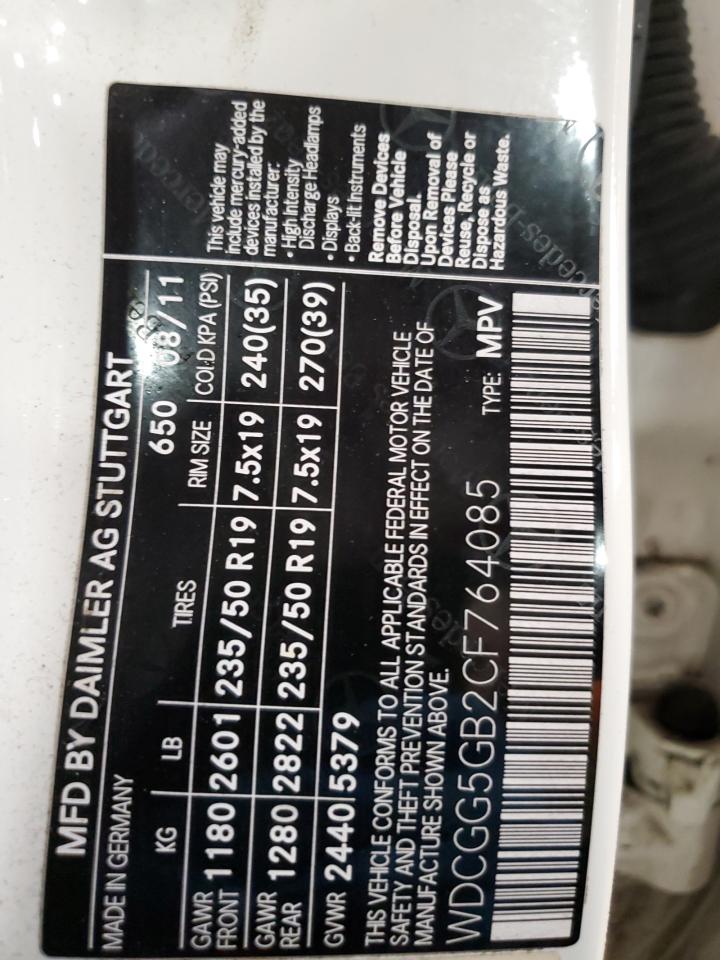 MFD BY DAIMLER AG STUTTGART
MADE IN GERMANY 650 08/11
KG LB TIRES RIM SIZE COLD KPA (PSI)
GAWR FRONT 1180 2601 235/50 R19 7.5x19 240(35)
GAWR REAR 1280 2822 235/50 R19 7.5x19 270(39)
GVWR 2440 5379
THIS VEHICLE CONFORMS TO ALL APPLICABLE FEDERAL MOTOR VEHICLE
SAFETY AND THEFT PREVENTION STANDARDS IN EFFECT ON THE DATE OF
MANUFACTURE SHOWN ABOVE.
WDCGG5GB2CF764085 TYPE: MPV
This vehicle may
include mercury-added
devices installed by the
manufacturer:
• High Intensity
Discharge Headlamps
• Displays
• Back-lit Instruments
Remove Devices
Before Vehicle
Disposal.
Upon Removal of
Devices Please
Reuse, Recycle or
Dispose as
Hazardous Waste.